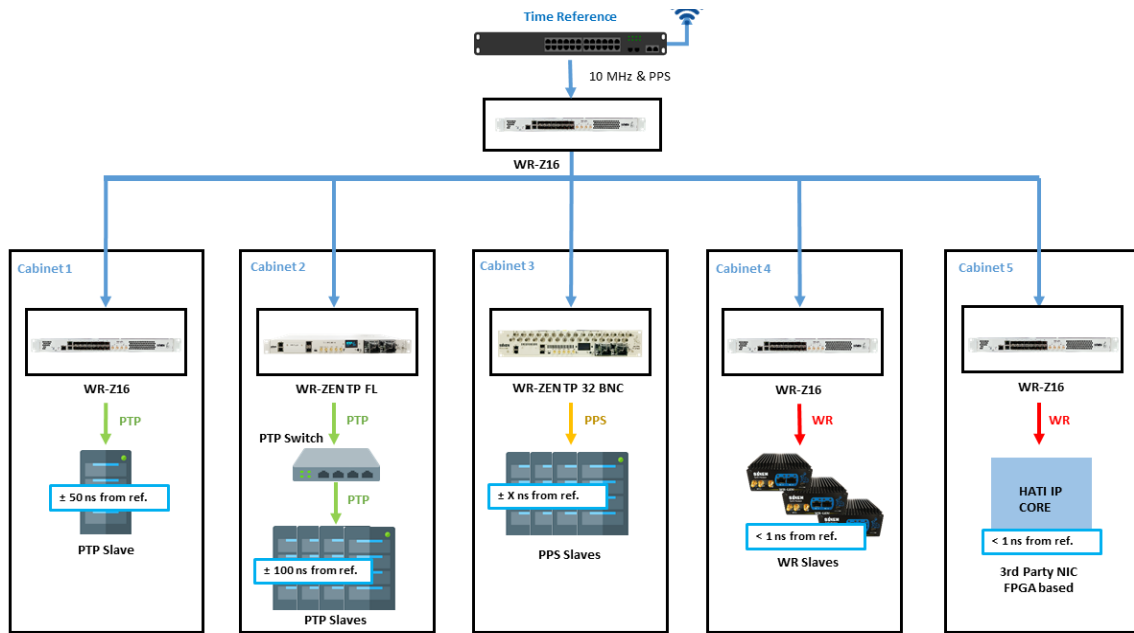 Time Reference
10 MHz & PPS
WR-Z16
Cabinet 1
WR-Z16
PTP
± 50 ns from ref.
PTP Slave
Cabinet 2
WR-ZEN TP FL
PTP
PTP Switch
PTP
± 100 ns from ref.
PTP Slaves
Cabinet 3
WR-ZEN TP 32 BNC
PPS
± X ns from ref.
PPS Slaves
Cabinet 4
WR-Z16
WR
< 1 ns from ref.
WR Slaves
Cabinet 5
WR-Z16
WR
HATI IP
CORE
< 1 ns from ref.
3rd Party NIC
FPGA based